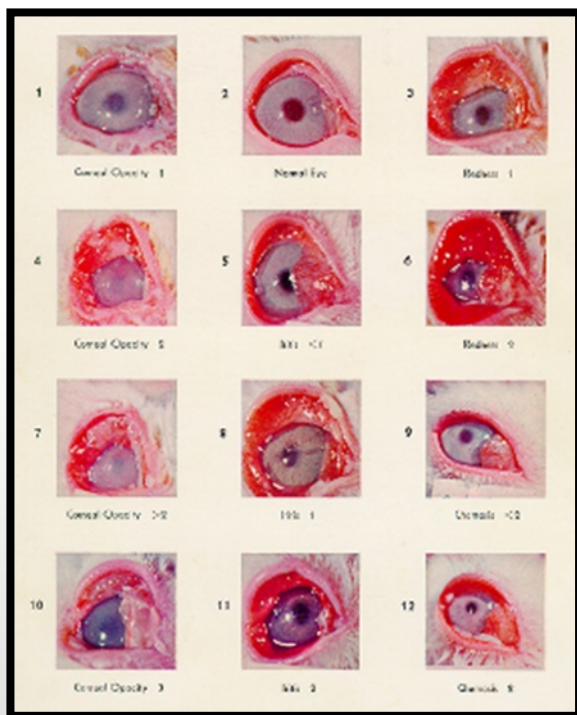 1
2
3
Corneal Opacity 1
Normal Eye
Redness 1
4
5
6
Corneal Opacity 2
Iritis <1
Redness 2
7
8
9
Corneal Opacity >2
Iritis 1
Chemosis <2
10
11
12
Corneal Opacity 3
Iritis 2
Chemosis 2